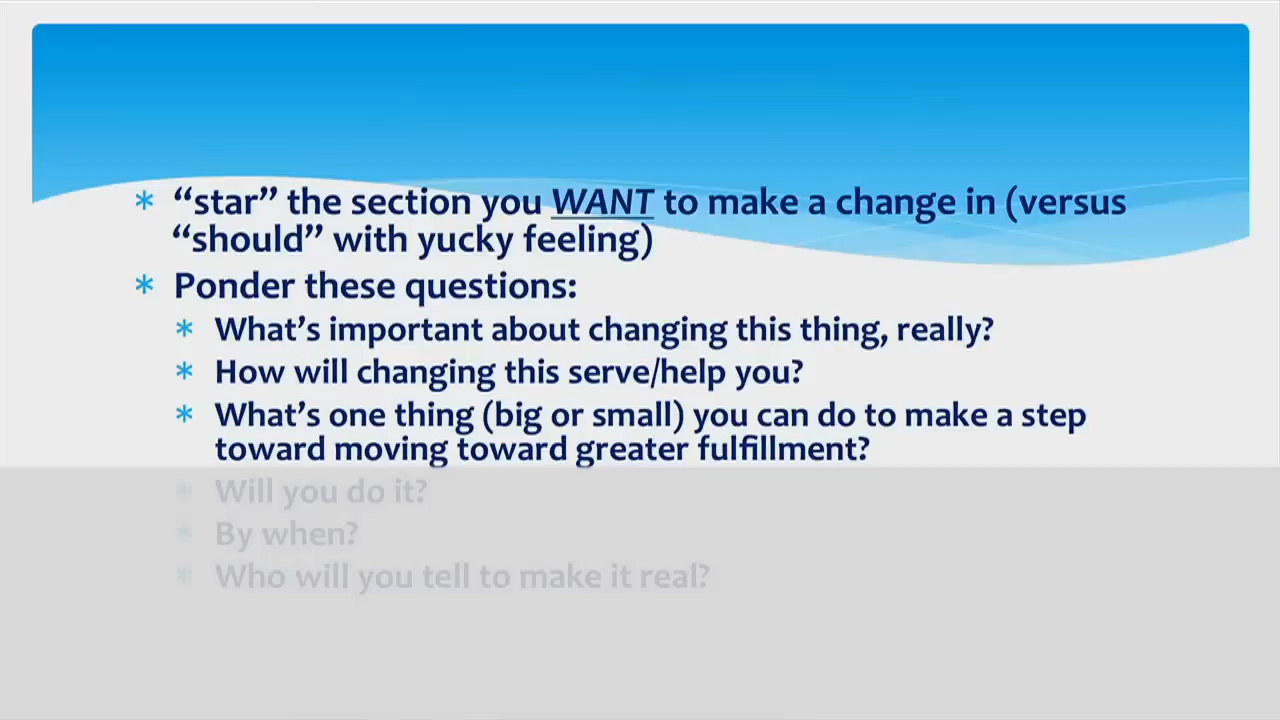 * “star” the section you WANT to make a change in (versus
“should” with yucky feeling)
* Ponder these questions:
* What’s important about changing this thing, really?
* How will changing this serve/help you?
* What’s one thing (big or small) you can do to make a step
toward moving toward greater fulfillment?
* Will you do it?
* By when?
* Who will you tell to make it real?